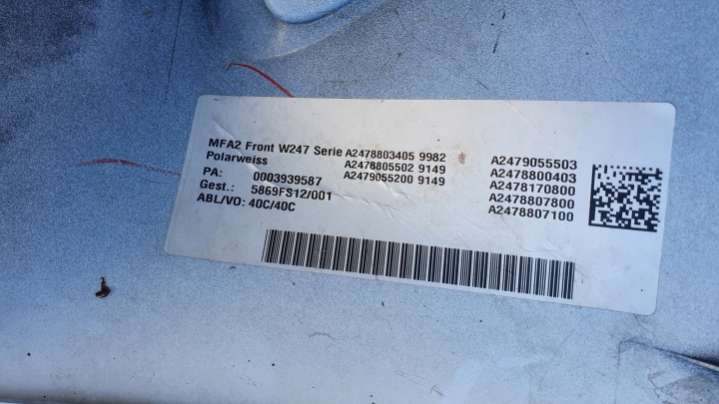 MFA2 Front W247 Serie A2478803405 9982
Polarweiss A2478805502 9149
PA: 0003939587 A2479055200 9149
Gest.: 5869FS12/001
ABL/VO: 40C/40C
A2479055503
A2478800403
A2478170800
A2478807800
A2478807100